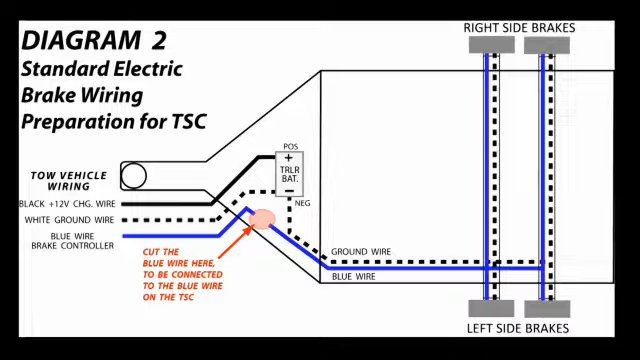 DIAGRAM 2
Standard Electric
Brake Wiring
Preparation for TSC
RIGHT SIDE BRAKES
TOW VEHICLE
WIRING
BLACK +12V CHG. WIRE
WHITE GROUND WIRE
BLUE WIRE
BRAKE CONTROLLER
POS
+
TRLR
BAT.
−
NEG
CUT THE
BLUE WIRE HERE,
TO BE CONNECTED
TO THE BLUE WIRE
ON THE TSC
GROUND WIRE
BLUE WIRE
LEFT SIDE BRAKES